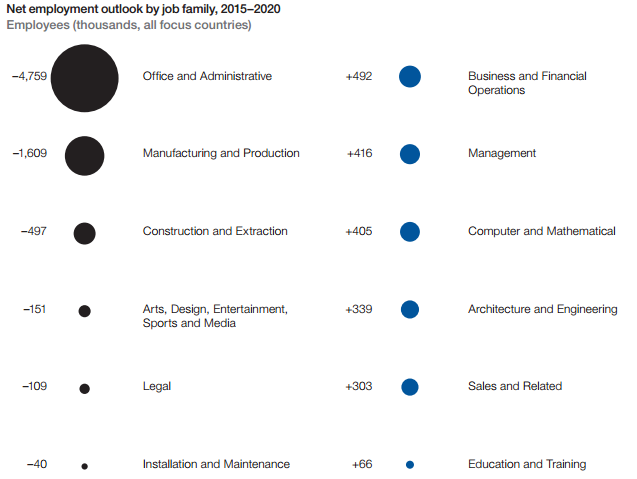 Net employment outlook by job family, 2015–2020
Employees (thousands, all focus countries)
–4,759 Office and Administrative
–1,609 Manufacturing and Production
–497 Construction and Extraction
–151 Arts, Design, Entertainment,
Sports and Media
–109 Legal
–40 Installation and Maintenance
+492 Business and Financial
Operations
+416 Management
+405 Computer and Mathematical
+339 Architecture and Engineering
+303 Sales and Related
+66 Education and Training